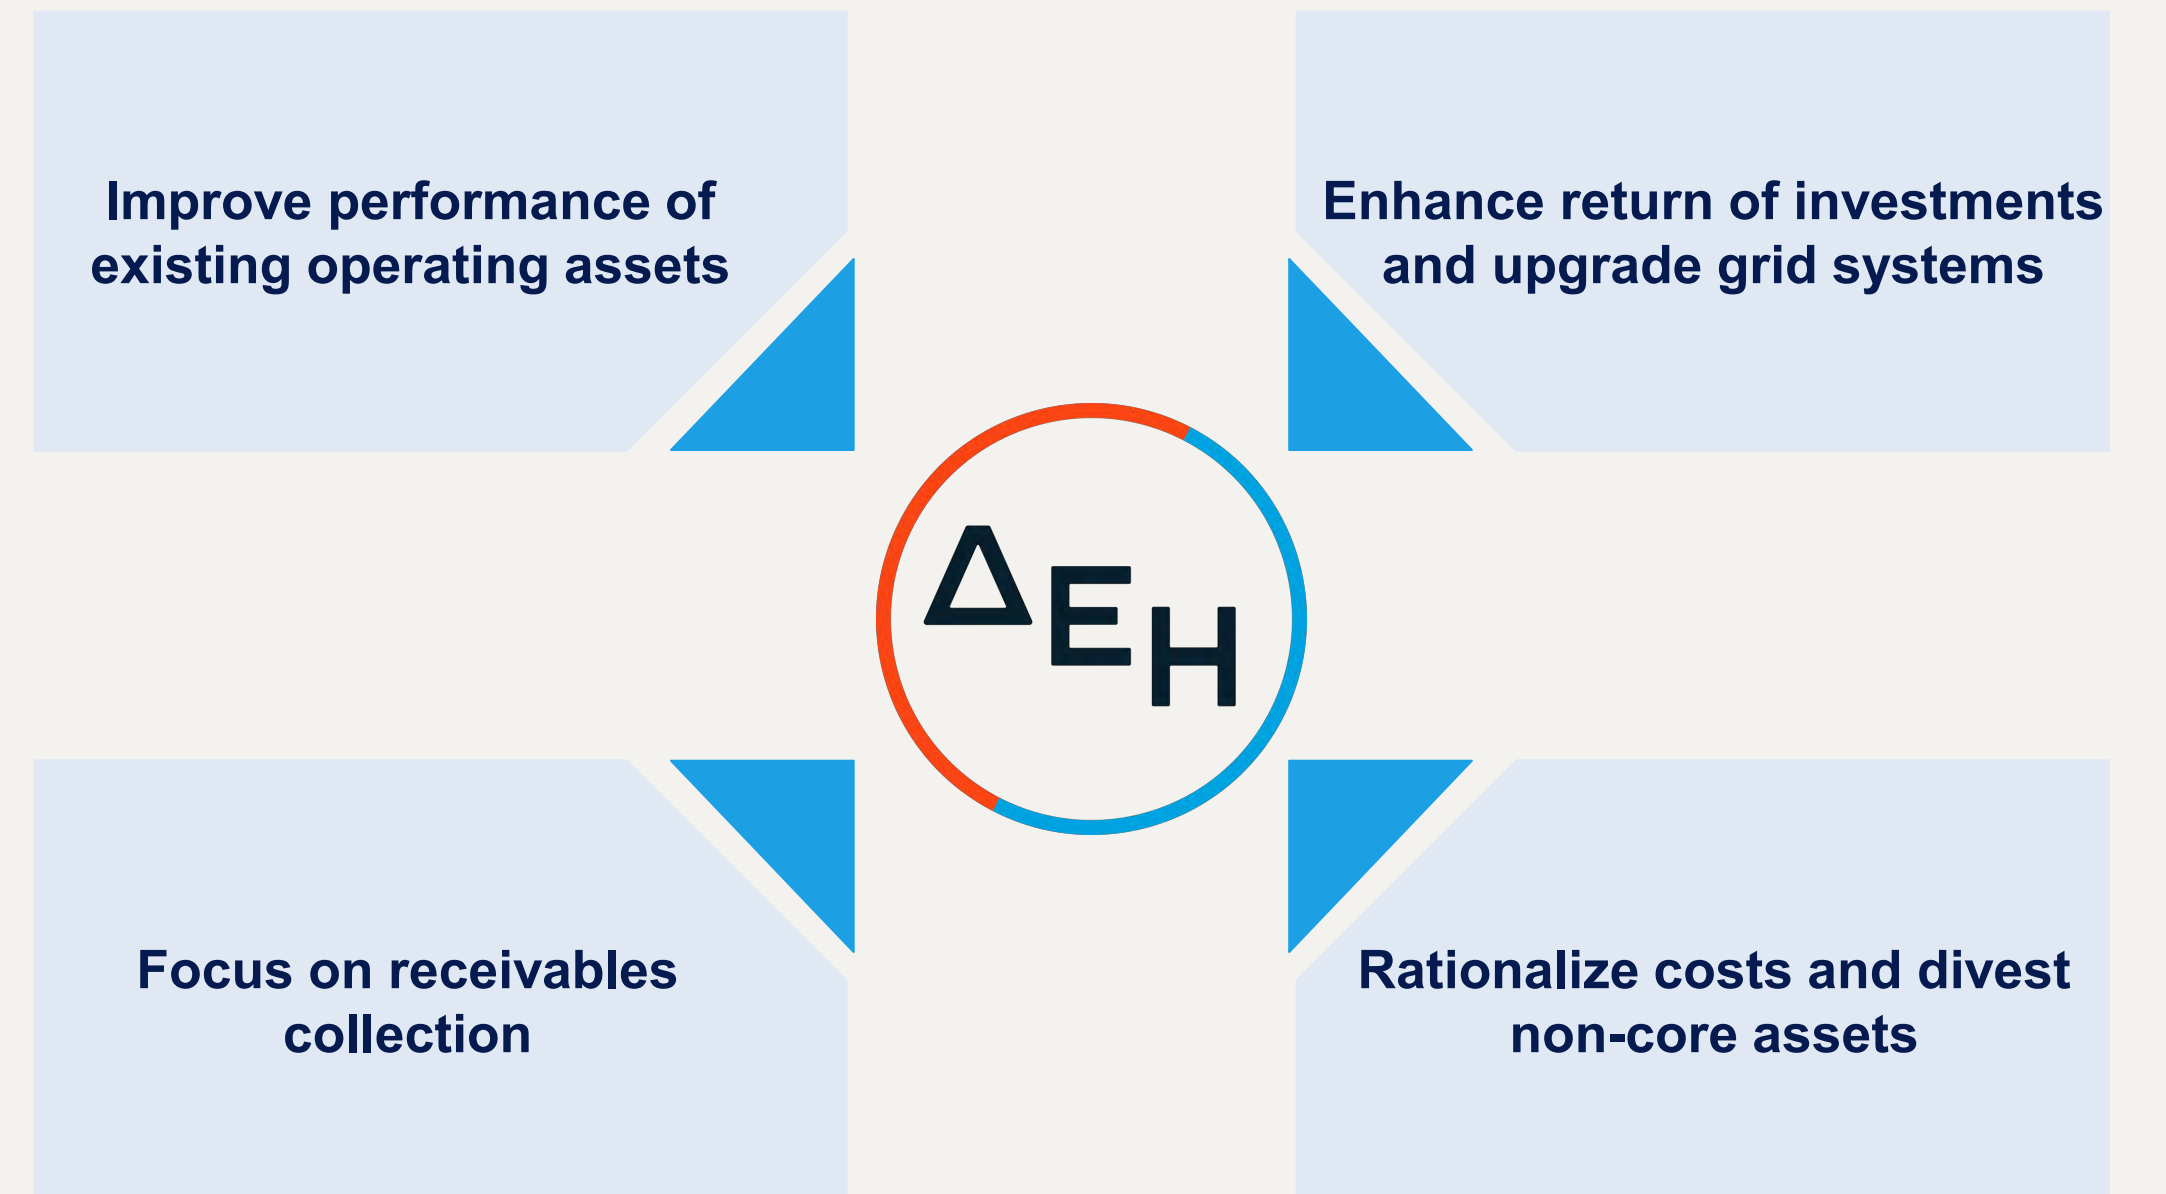 Improve performance of
existing operating assets
Enhance return of investments
and upgrade grid systems
ΔΕΗ
Focus on receivables
collection
Rationalize costs and divest
non-core assets